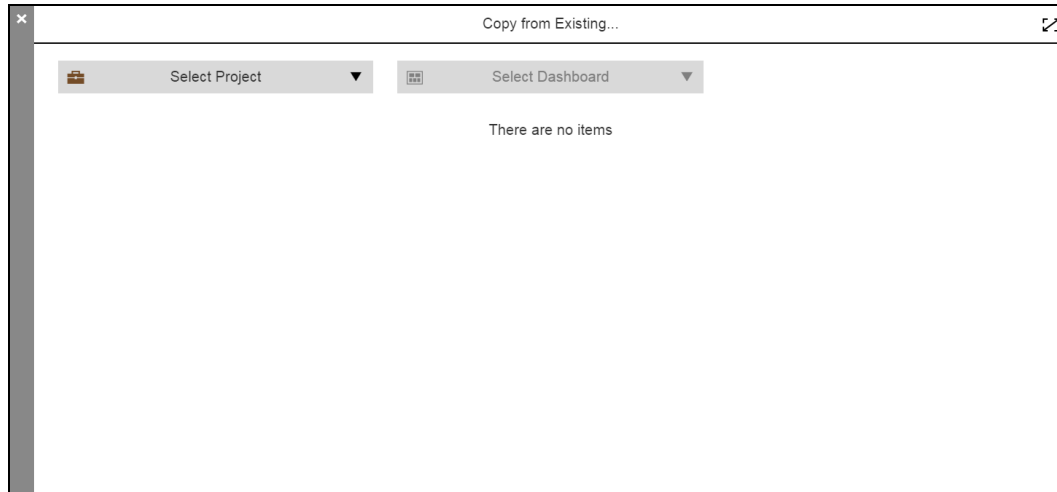 Copy from Existing...
Select Project
Select Dashboard
There are no items